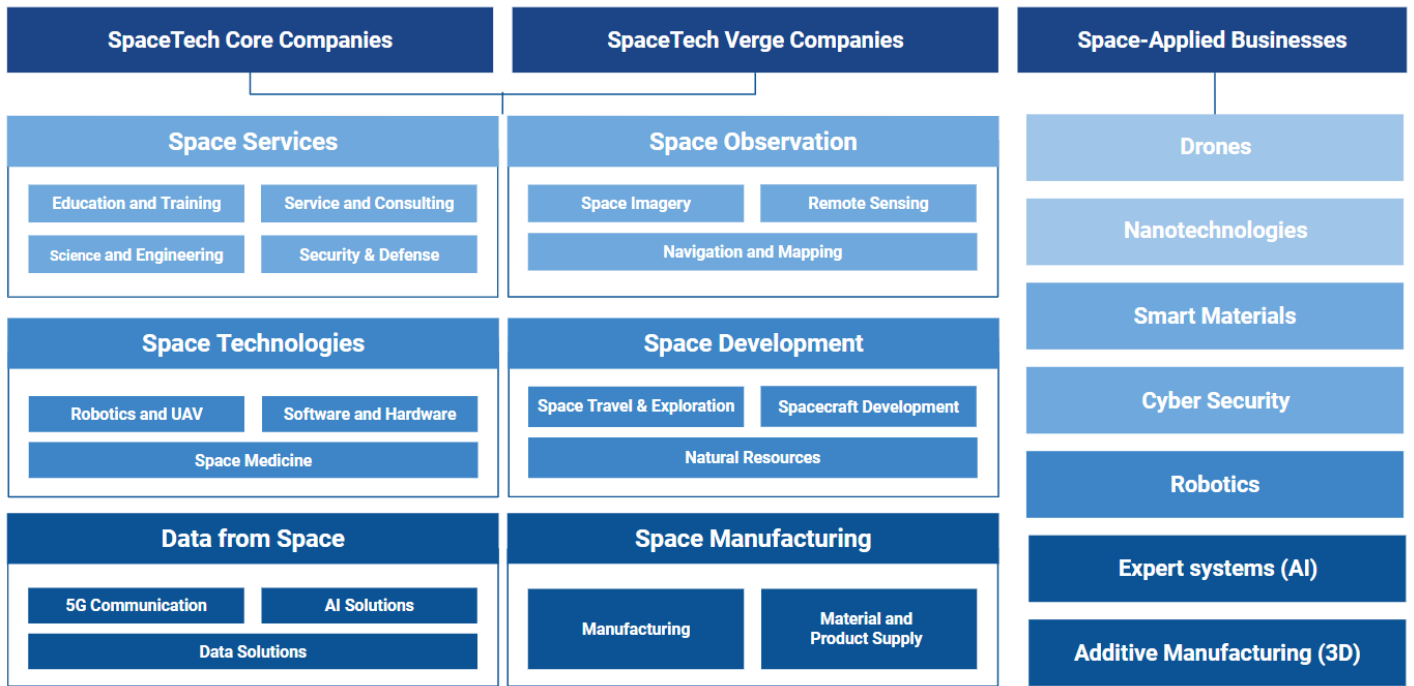 SpaceTech Core Companies
SpaceTech Verge Companies
Space-Applied Businesses
Space Services
Education and Training
Service and Consulting
Science and Engineering
Security & Defense
Space Observation
Space Imagery
Remote Sensing
Navigation and Mapping
Space Technologies
Robotics and UAV
Software and Hardware
Space Medicine
Space Development
Space Travel & Exploration
Spacecraft Development
Natural Resources
Data from Space
5G Communication
AI Solutions
Data Solutions
Space Manufacturing
Manufacturing
Material and
Product Supply
Drones
Nanotechnologies
Smart Materials
Cyber Security
Robotics
Expert systems (AI)
Additive Manufacturing (3D)